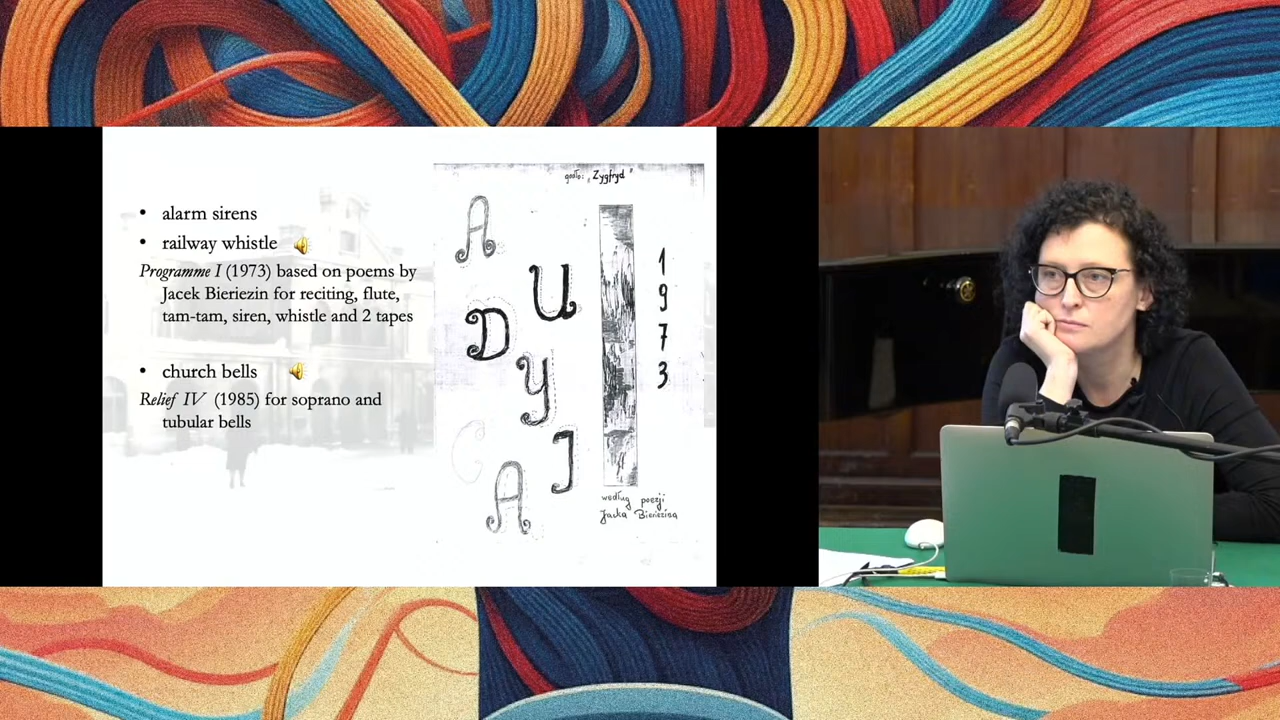 • alarm sirens
• railway whistle
Programme I (1973) based on poems by
Jacek Bieriezin for reciting, flute,
tam-tam, siren, whistle and 2 tapes
• church bells
Relief IV (1985) for soprano and
tubular bells
godło: „Zygfryd"
A
U
D
Y
C
J
A
1
9
7
3
według poezji
Jacka Bieriezina